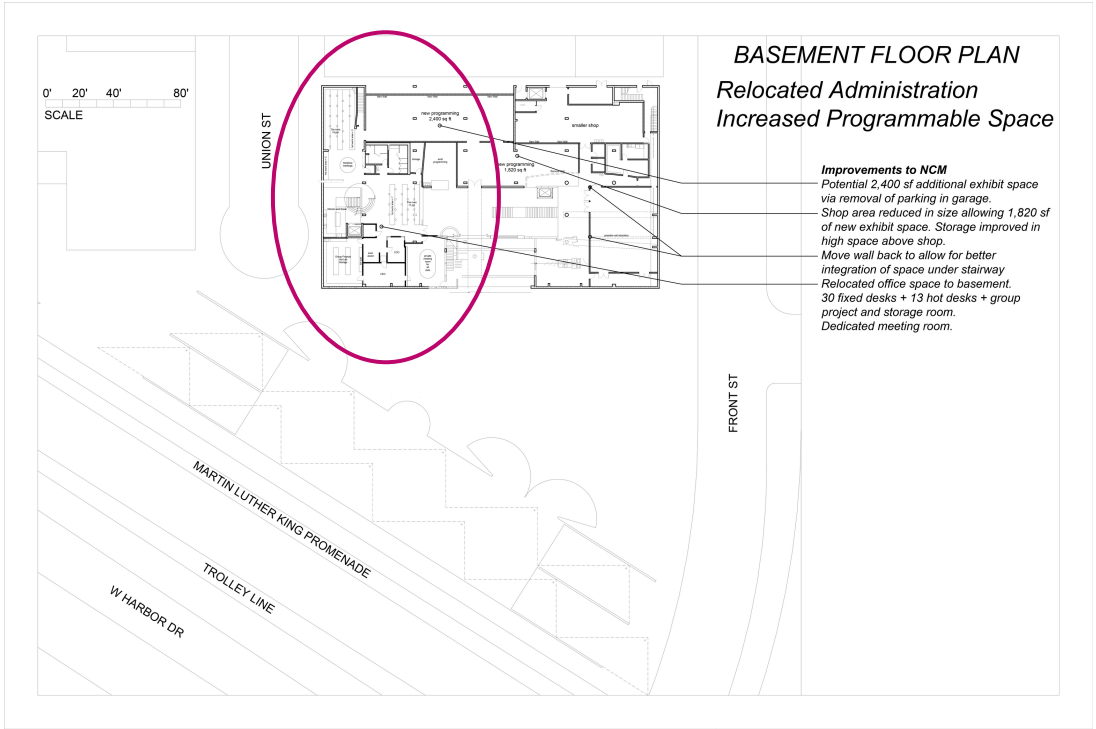 BASEMENT FLOOR PLAN
Relocated Administration
Increased Programmable Space
0' 20' 40' 80'
SCALE
UNION ST
new programming
2,400 sq ft
smaller shop
new programming
1,820 sq ft
Improvements to NCM
Potential 2,400 sf additional exhibit space
via removal of parking in garage.
Shop area reduced in size allowing 1,820 sf
of new exhibit space. Storage improved in
high space above shop.
Move wall back to allow for better
integration of space under stairway
Relocated office space to basement.
30 fixed desks + 13 hot desks + group
project and storage room.
Dedicated meeting room.
FRONT ST
MARTIN LUTHER KING PROMENADE
TROLLEY LINE
W HARBOR DR